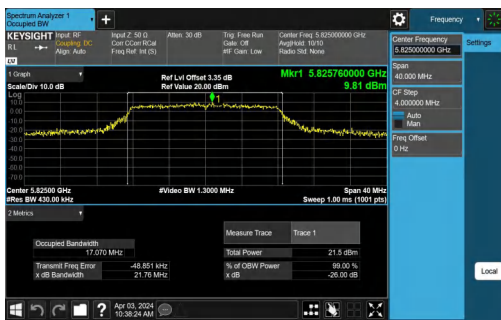 Spectrum Analyzer 1
Occupied BW
Frequency
KEYSIGHT
RL
Input: RF
Coupling: DC
Align: Auto
Input Z: 50 Ω
Corr CCorr RCal
Freq Ref: Int (S)
Atten: 30 dB
Trig: Free Run
Gate: Off
#IF Gain: Low
Center Freq: 5.825000000 GHz
Avg|Hold: 10/10
Radio Std: None
Center Frequency
5.825000000 GHz
Settings
Span
40.000 MHz
CF Step
4.000000 MHz
Auto
Man
Freq Offset
0 Hz
Local
1 Graph
Scale/Div 10.0 dB
Ref Lvl Offset 3.35 dB
Ref Value 20.00 dBm
Mkr1 5.825760000 GHz
9.81 dBm
Log
10.0
0.00
-10.0
-20.0
-30.0
-40.0
-50.0
-60.0
-70.0
1
Center 5.82500 GHz
#Res BW 430.00 kHz
#Video BW 1.3000 MHz
Span 40 MHz
Sweep 1.00 ms (1001 pts)
2 Metrics
Measure Trace Trace 1
Occupied Bandwidth
17.070 MHz
Total Power 21.5 dBm
Transmit Freq Error -48.851 kHz
% of OBW Power 99.00 %
x dB Bandwidth 21.76 MHz
x dB -26.00 dB
Apr 03, 2024
10:38:24 AM